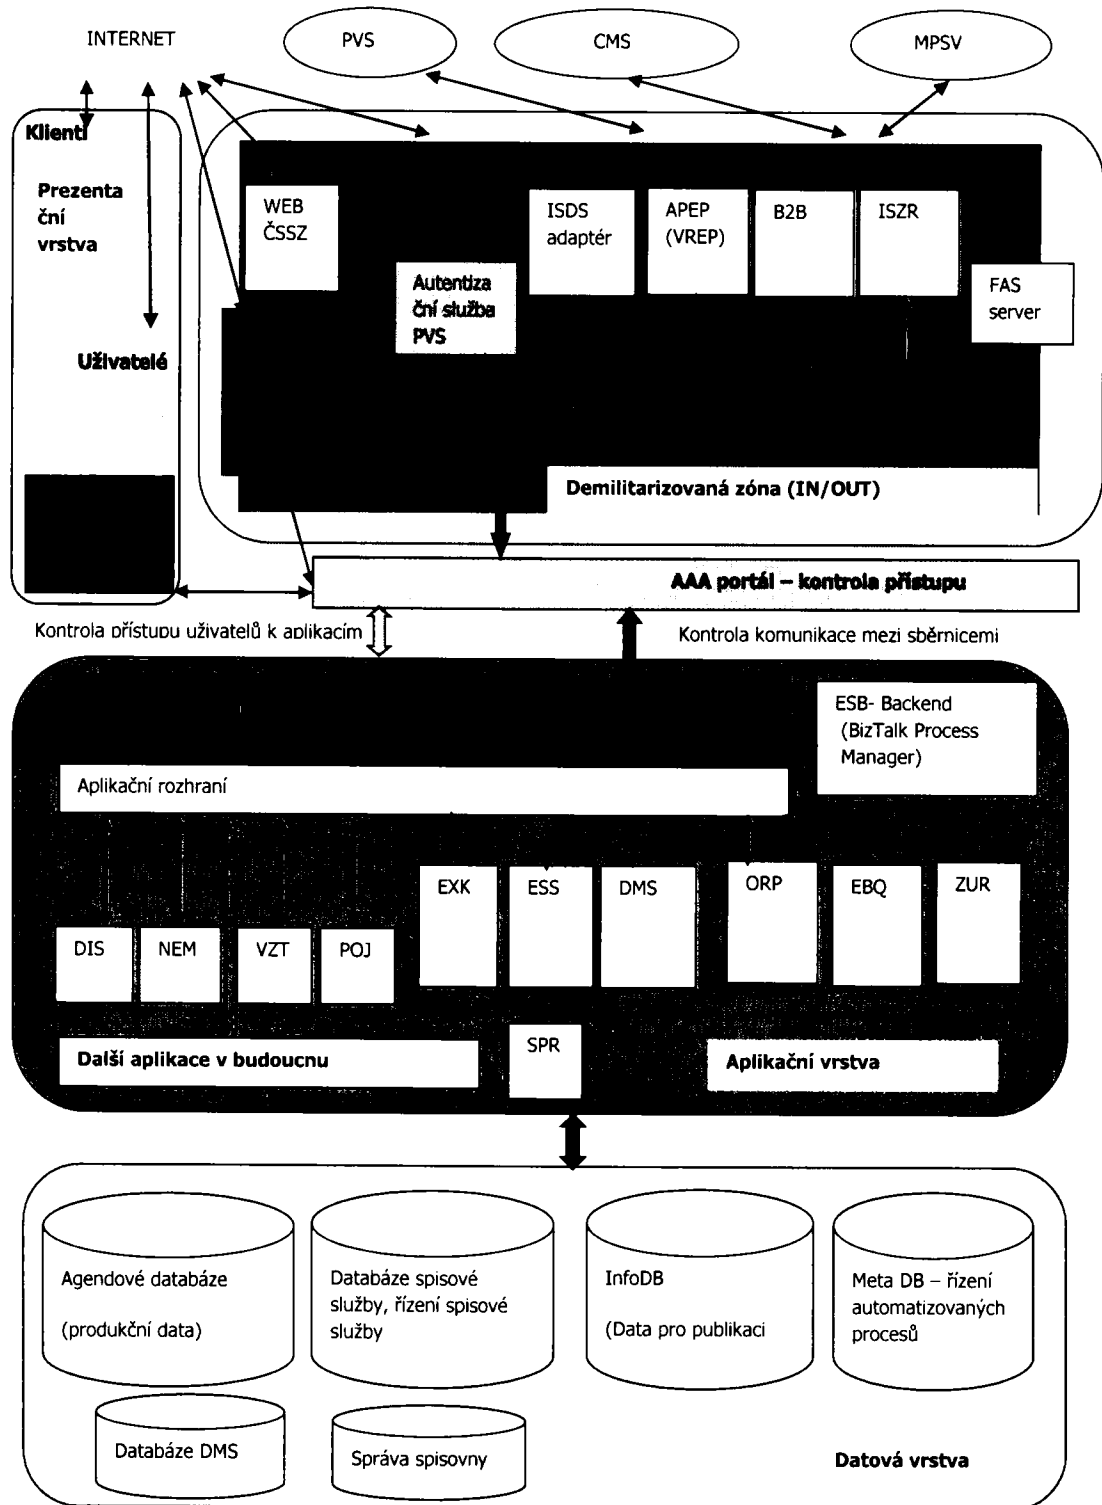 INTERNET
PVS
CMS
MPSV
Klienti
Prezenta
ční
vrstva
Uživatelé
WEB
ČSSZ
Autentiza
ční služba
PVS
ISDS
adaptér
APEP
(VREP)
B2B
ISZR
FAS
server
Demilitarizovaná zóna (IN/OUT)
AAA portál – kontrola přístupu
Kontrola přístupu uživatelů k aplikacím
Kontrola komunikace mezi sběrnicemi
ESB- Backend
(BizTalk Process
Manager)
Aplikační rozhraní
EXK
ESS
DMS
ORP
EBQ
ZUR
DIS
NEM
VZT
POJ
SPR
Další aplikace v budoucnu
Aplikační vrstva
Agendové databáze
(produkční data)
Databáze spisové
služby, řízení spisové
služby
InfoDB
(Data pro publikaci
Meta DB – řízení
automatizovaných
procesů
Databáze DMS
Správa spisovny
Datová vrstva